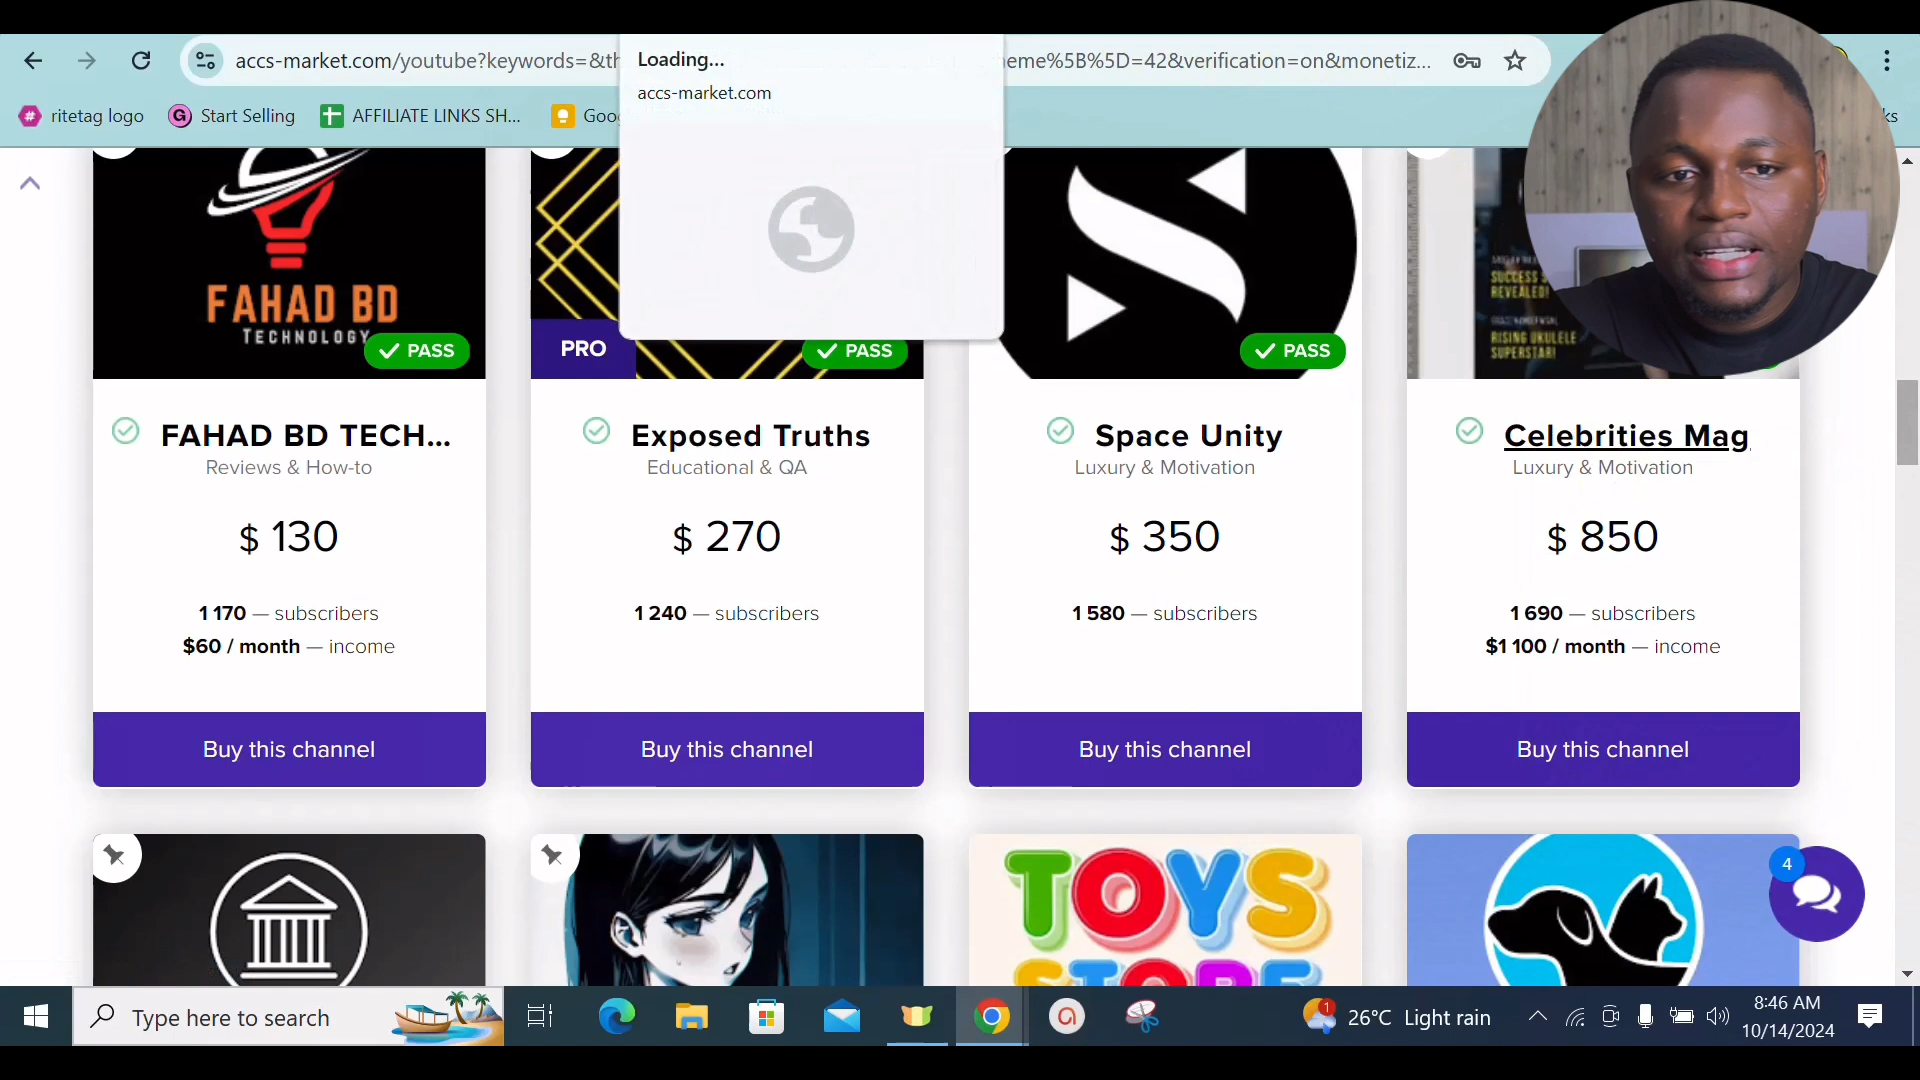 Loading...
accs-market.com/youtube?keywords=&th
accs-market.com
eme%5B%5D=42&verification=on&monetiz...
ritetag logo
Start Selling
AFFILIATE LINKS SH...
Goo
ks
FAHAD BD
TECHNOLOGY
PASS
PRO
PASS
S
PASS
SUCCESS S
REVEALED!
RISING UKULELE
SUPERSTAR!
FAHAD BD TECH...
Reviews & How-to
$ 130
1 170 — subscribers
$60 / month — income
Buy this channel
Exposed Truths
Educational & QA
$ 270
1 240 — subscribers
Buy this channel
Space Unity
Luxury & Motivation
$ 350
1 580 — subscribers
Buy this channel
Celebrities Mag
Luxury & Motivation
$ 850
1 690 — subscribers
$1 100 / month — income
Buy this channel
TOYS
STORE
4
Type here to search
1
26°C Light rain
8:46 AM
10/14/2024